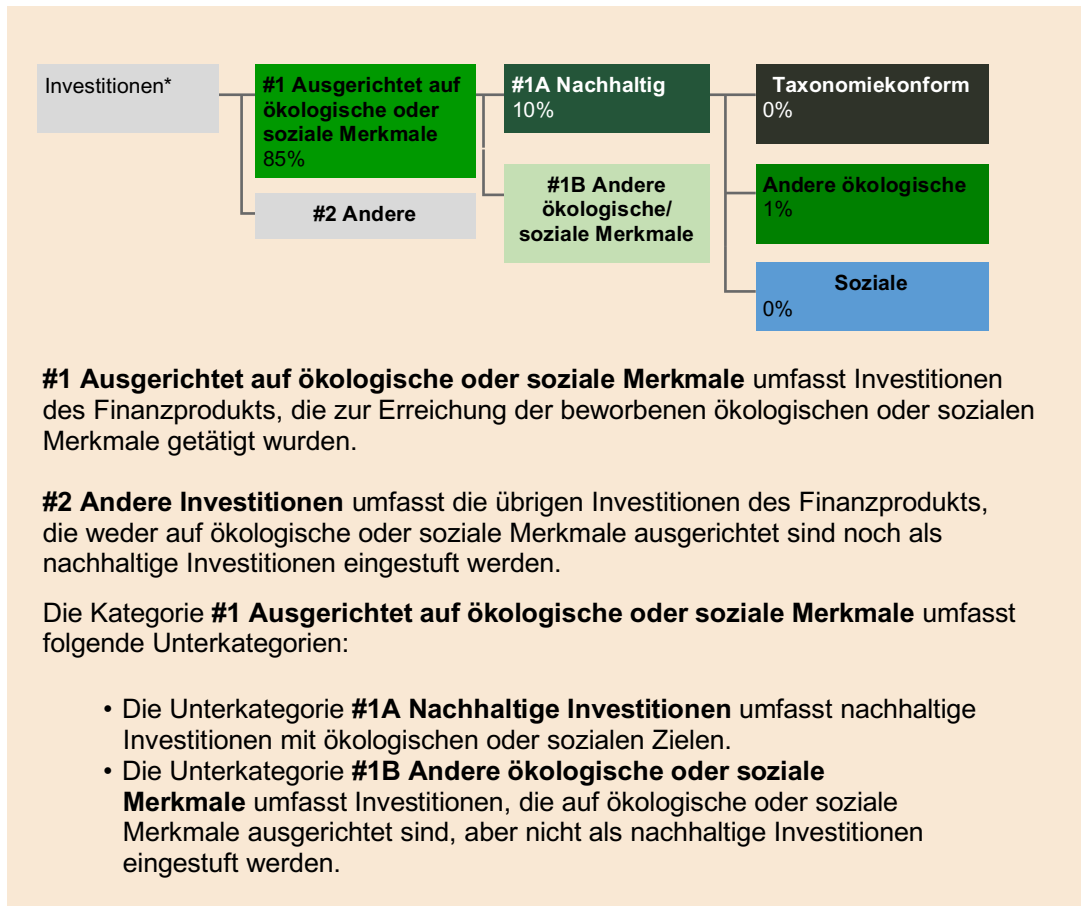 Investitionen*
#1 Ausgerichtet auf
ökologische oder
soziale Merkmale
85%
#2 Andere
#1A Nachhaltig
10%
#1B Andere
ökologische/
soziale Merkmale
Taxonomiekonform
0%
Andere ökologische
1%
Soziale
0%
#1 Ausgerichtet auf ökologische oder soziale Merkmale umfasst Investitionen
des Finanzprodukts, die zur Erreichung der beworbenen ökologischen oder sozialen
Merkmale getätigt wurden.
#2 Andere Investitionen umfasst die übrigen Investitionen des Finanzprodukts,
die weder auf ökologische oder soziale Merkmale ausgerichtet sind noch als
nachhaltige Investitionen eingestuft werden.
Die Kategorie #1 Ausgerichtet auf ökologische oder soziale Merkmale umfasst
folgende Unterkategorien:
• Die Unterkategorie #1A Nachhaltige Investitionen umfasst nachhaltige
Investitionen mit ökologischen oder sozialen Zielen.
• Die Unterkategorie #1B Andere ökologische oder soziale
Merkmale umfasst Investitionen, die auf ökologische oder soziale
Merkmale ausgerichtet sind, aber nicht als nachhaltige Investitionen
eingestuft werden.